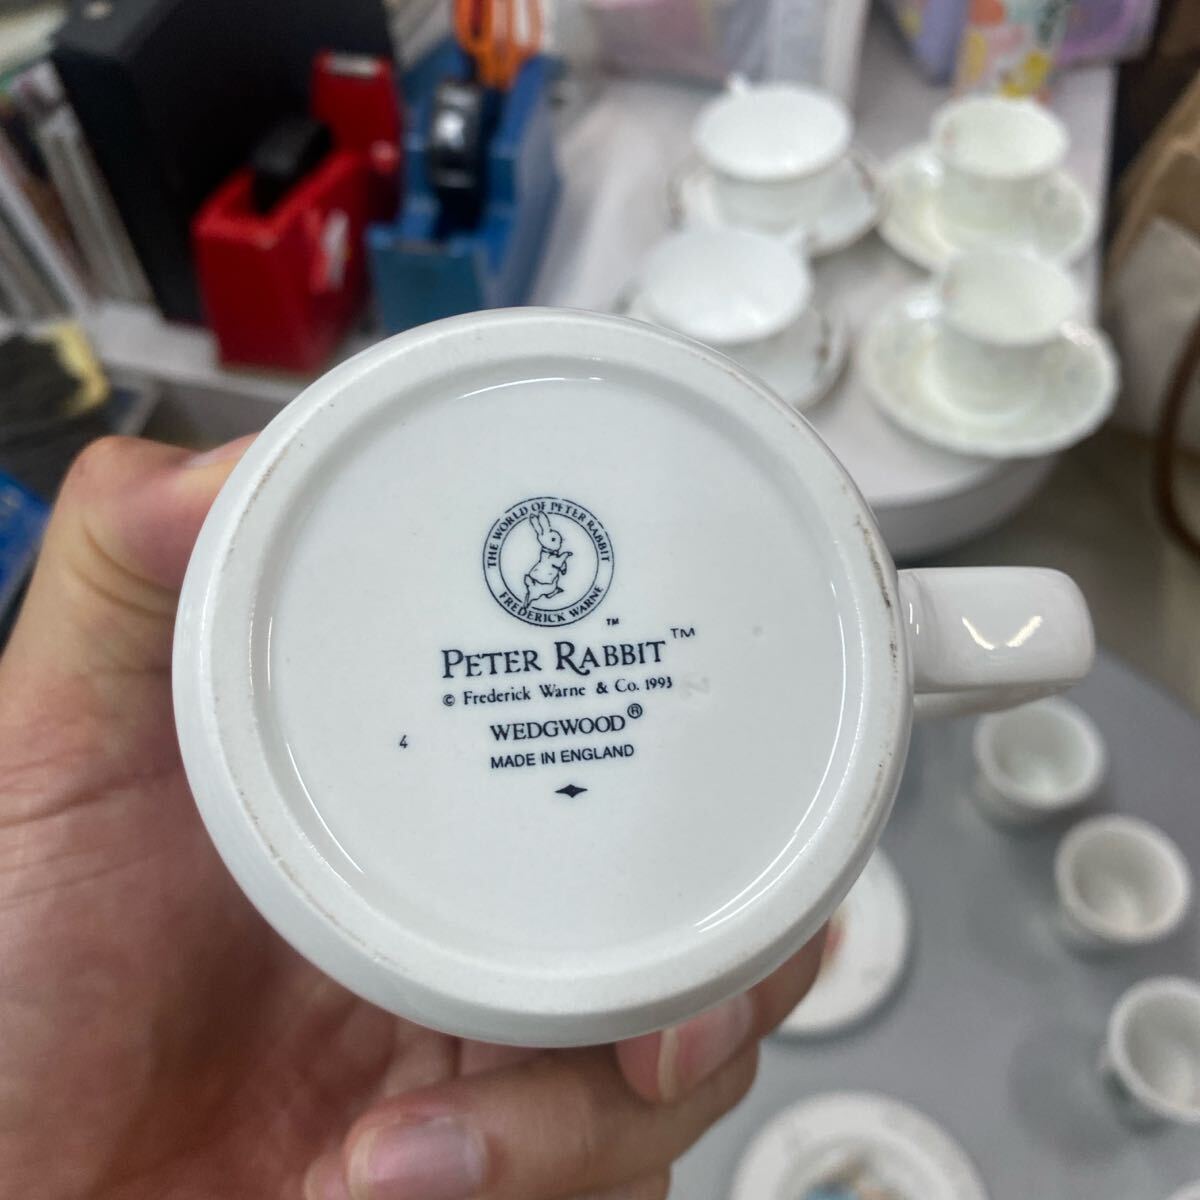 THE WORLD OF PETER RABBIT
FREDERICK WARNE
™
PETER RABBIT™
© Frederick Warne & Co. 1993
WEDGWOOD®
MADE IN ENGLAND
4